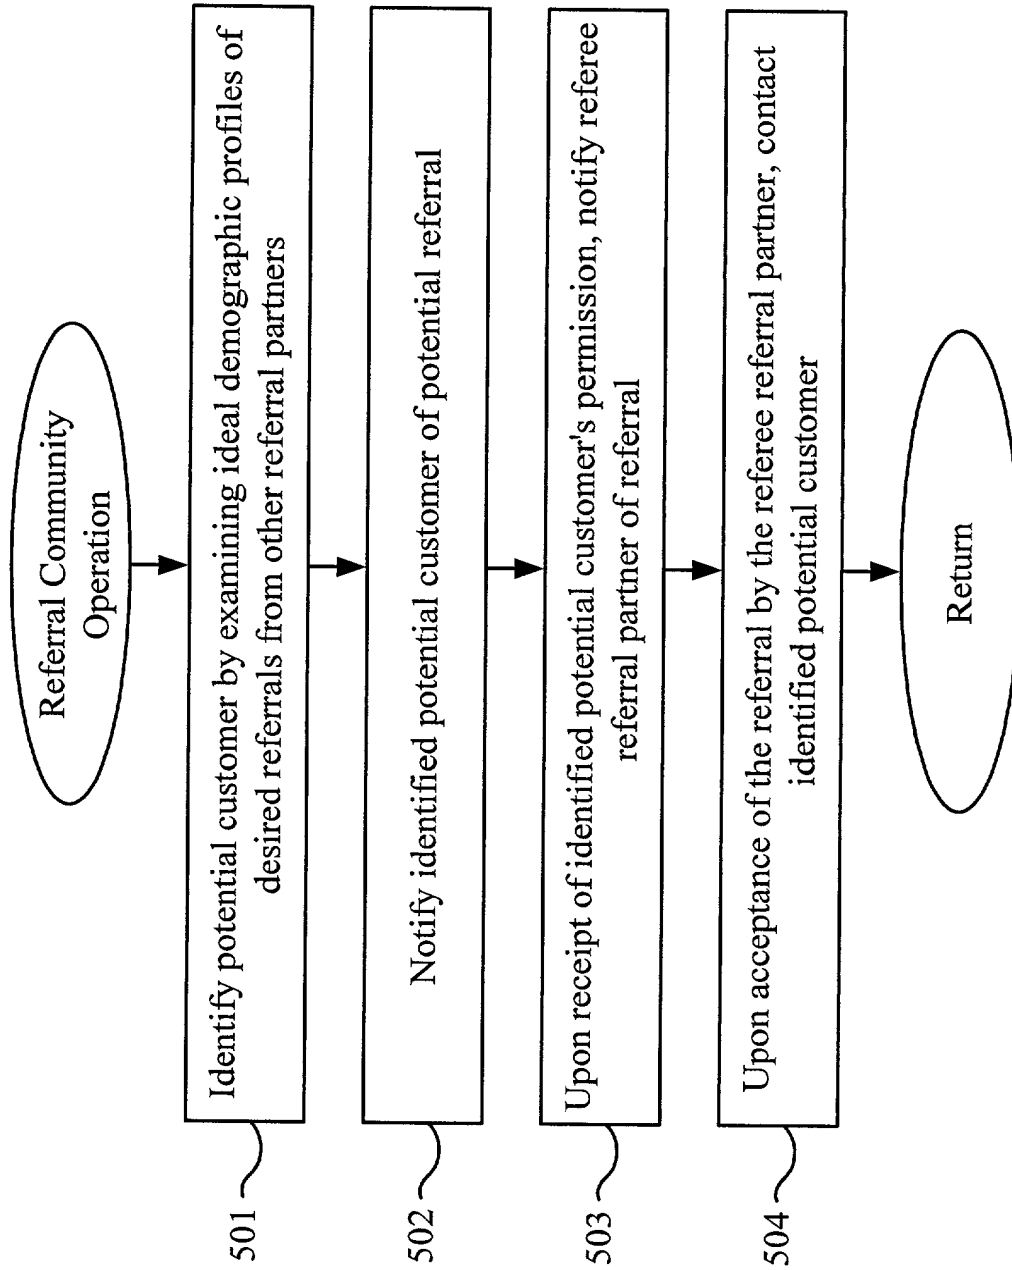 Referral Community
Operation
501
Identify potential customer by examining ideal demographic profiles of
desired referrals from other referral partners
502
Notify identified potential customer of potential referral
503
Upon receipt of identified potential customer's permission, notify referee
referral partner of referral
504
Upon acceptance of the referral by the referee referral partner, contact
identified potential customer
Return